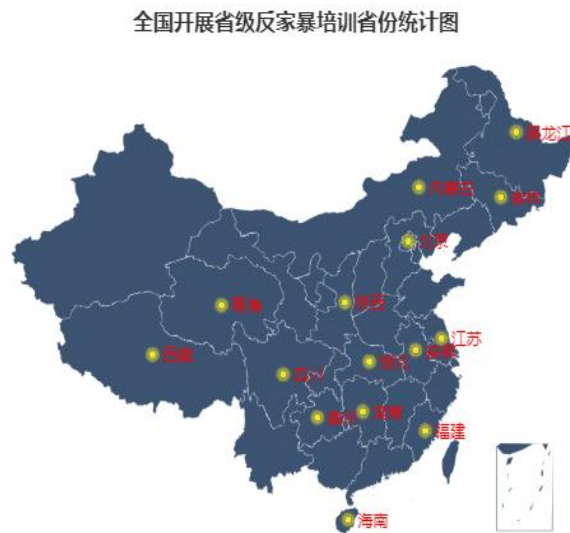 全国开展省级反家暴培训省份统计图
黑龙江
内蒙古
吉林
北京
青海
陕西
江苏
安徽
西藏
湖北
四川
湖南
贵州
福建
海南